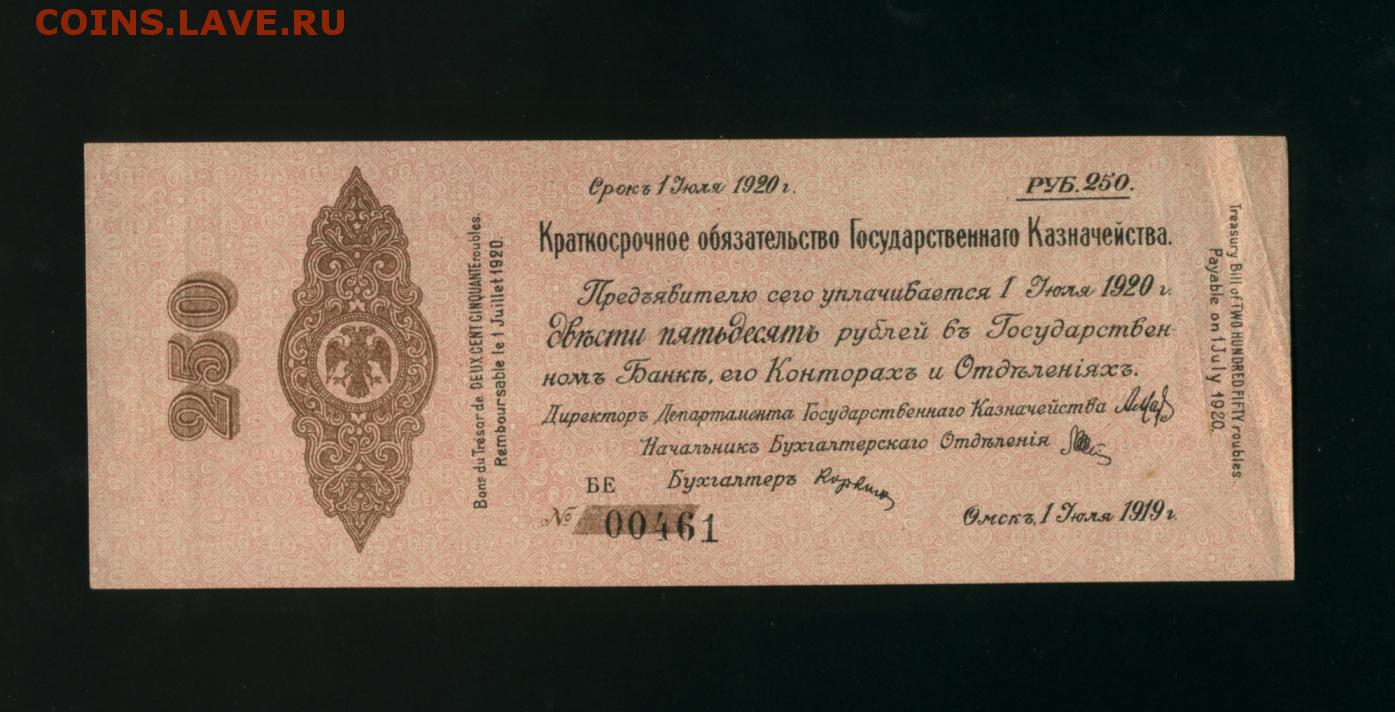 COINS.LAVE.RU
250
Bons du Trésor de DEUX CENT CINQUANTE roubles.
Remboursable le 1 Juillet 1920.
Срокъ 1 Іюля 1920 г.
РУБ. 250.
Краткосрочное обязательство Государственнаго Казначейства.
Предъявителю сего уплачивается 1 Іюля 1920 г.
двѣсти пятьдесять рублей въ Государствен-
номъ Банкѣ, его Конторахъ и Отдѣленіяхъ.
Директоръ Департамента Государственнаго Казначейства
Начальникъ Бухгалтерскаго Отдѣленія
БЕ
Бухгалтеръ
№ 00461
Омскъ, 1 Іюля 1919 г.
Treasury Bill of TWO HUNDRED FIFTY roubles
Payable on 1 July 1920.